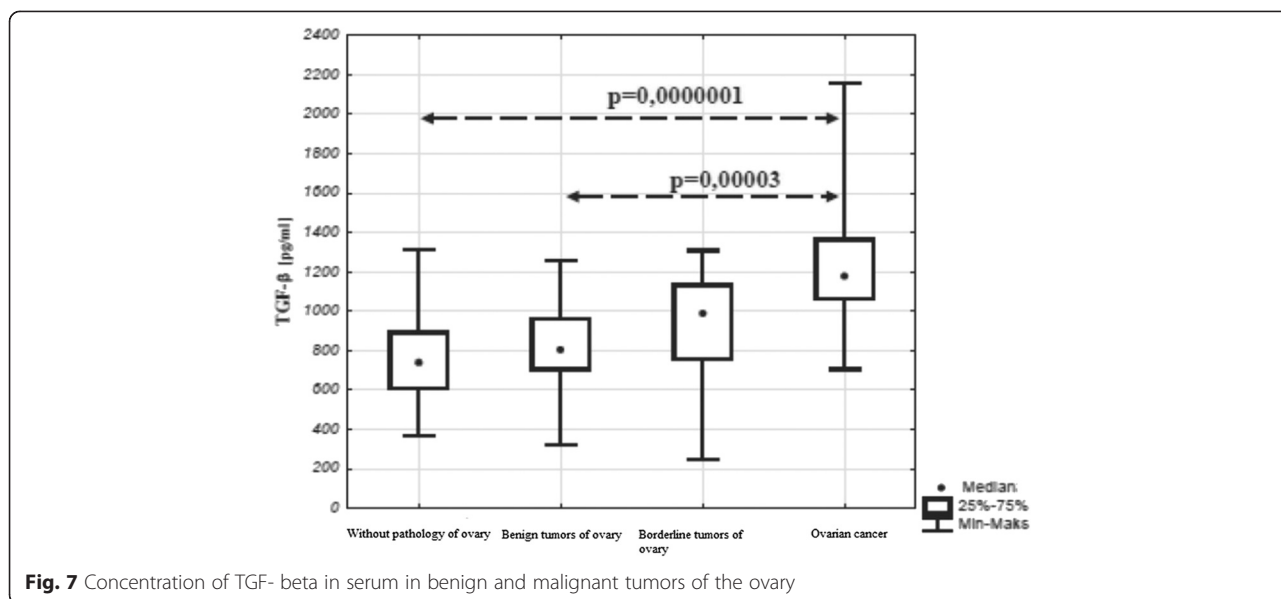 2400
2200
2000
1800
1600
1400
1200
1000
800
600
400
200
0
TGF-β [pg/ml]
p=0,0000001
p=0,00003
Without pathology of ovary
Benign tumors of ovary
Borderline tumors of
ovary
Ovarian cancer
Median
25%-75%
Min-Maks
Fig. 7 Concentration of TGF- beta in serum in benign and malignant tumors of the ovary